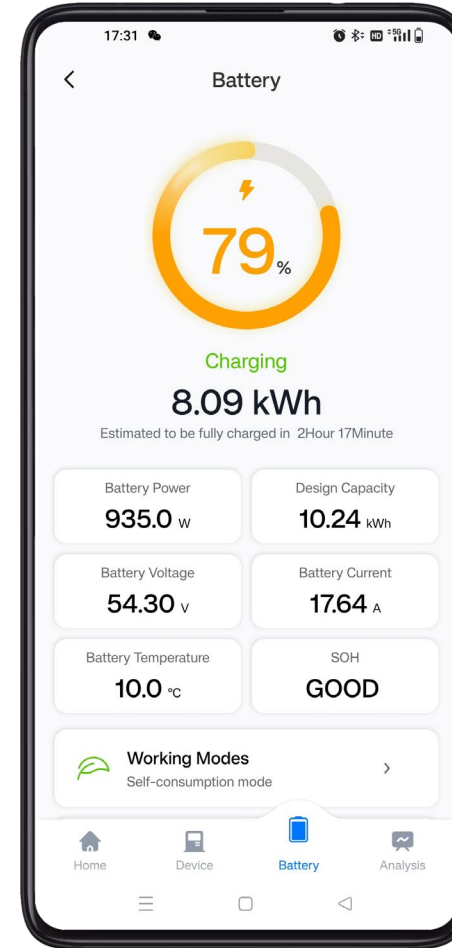 17:31
HD 5G
Battery
79%
Charging
8.09 kWh
Estimated to be fully charged in 2Hour 17Minute
Battery Power
935.0 W
Design Capacity
10.24 kWh
Battery Voltage
54.30 V
Battery Current
17.64 A
Battery Temperature
10.0 °C
SOH
GOOD
Working Modes
Self-consumption mode
Home
Device
Battery
Analysis